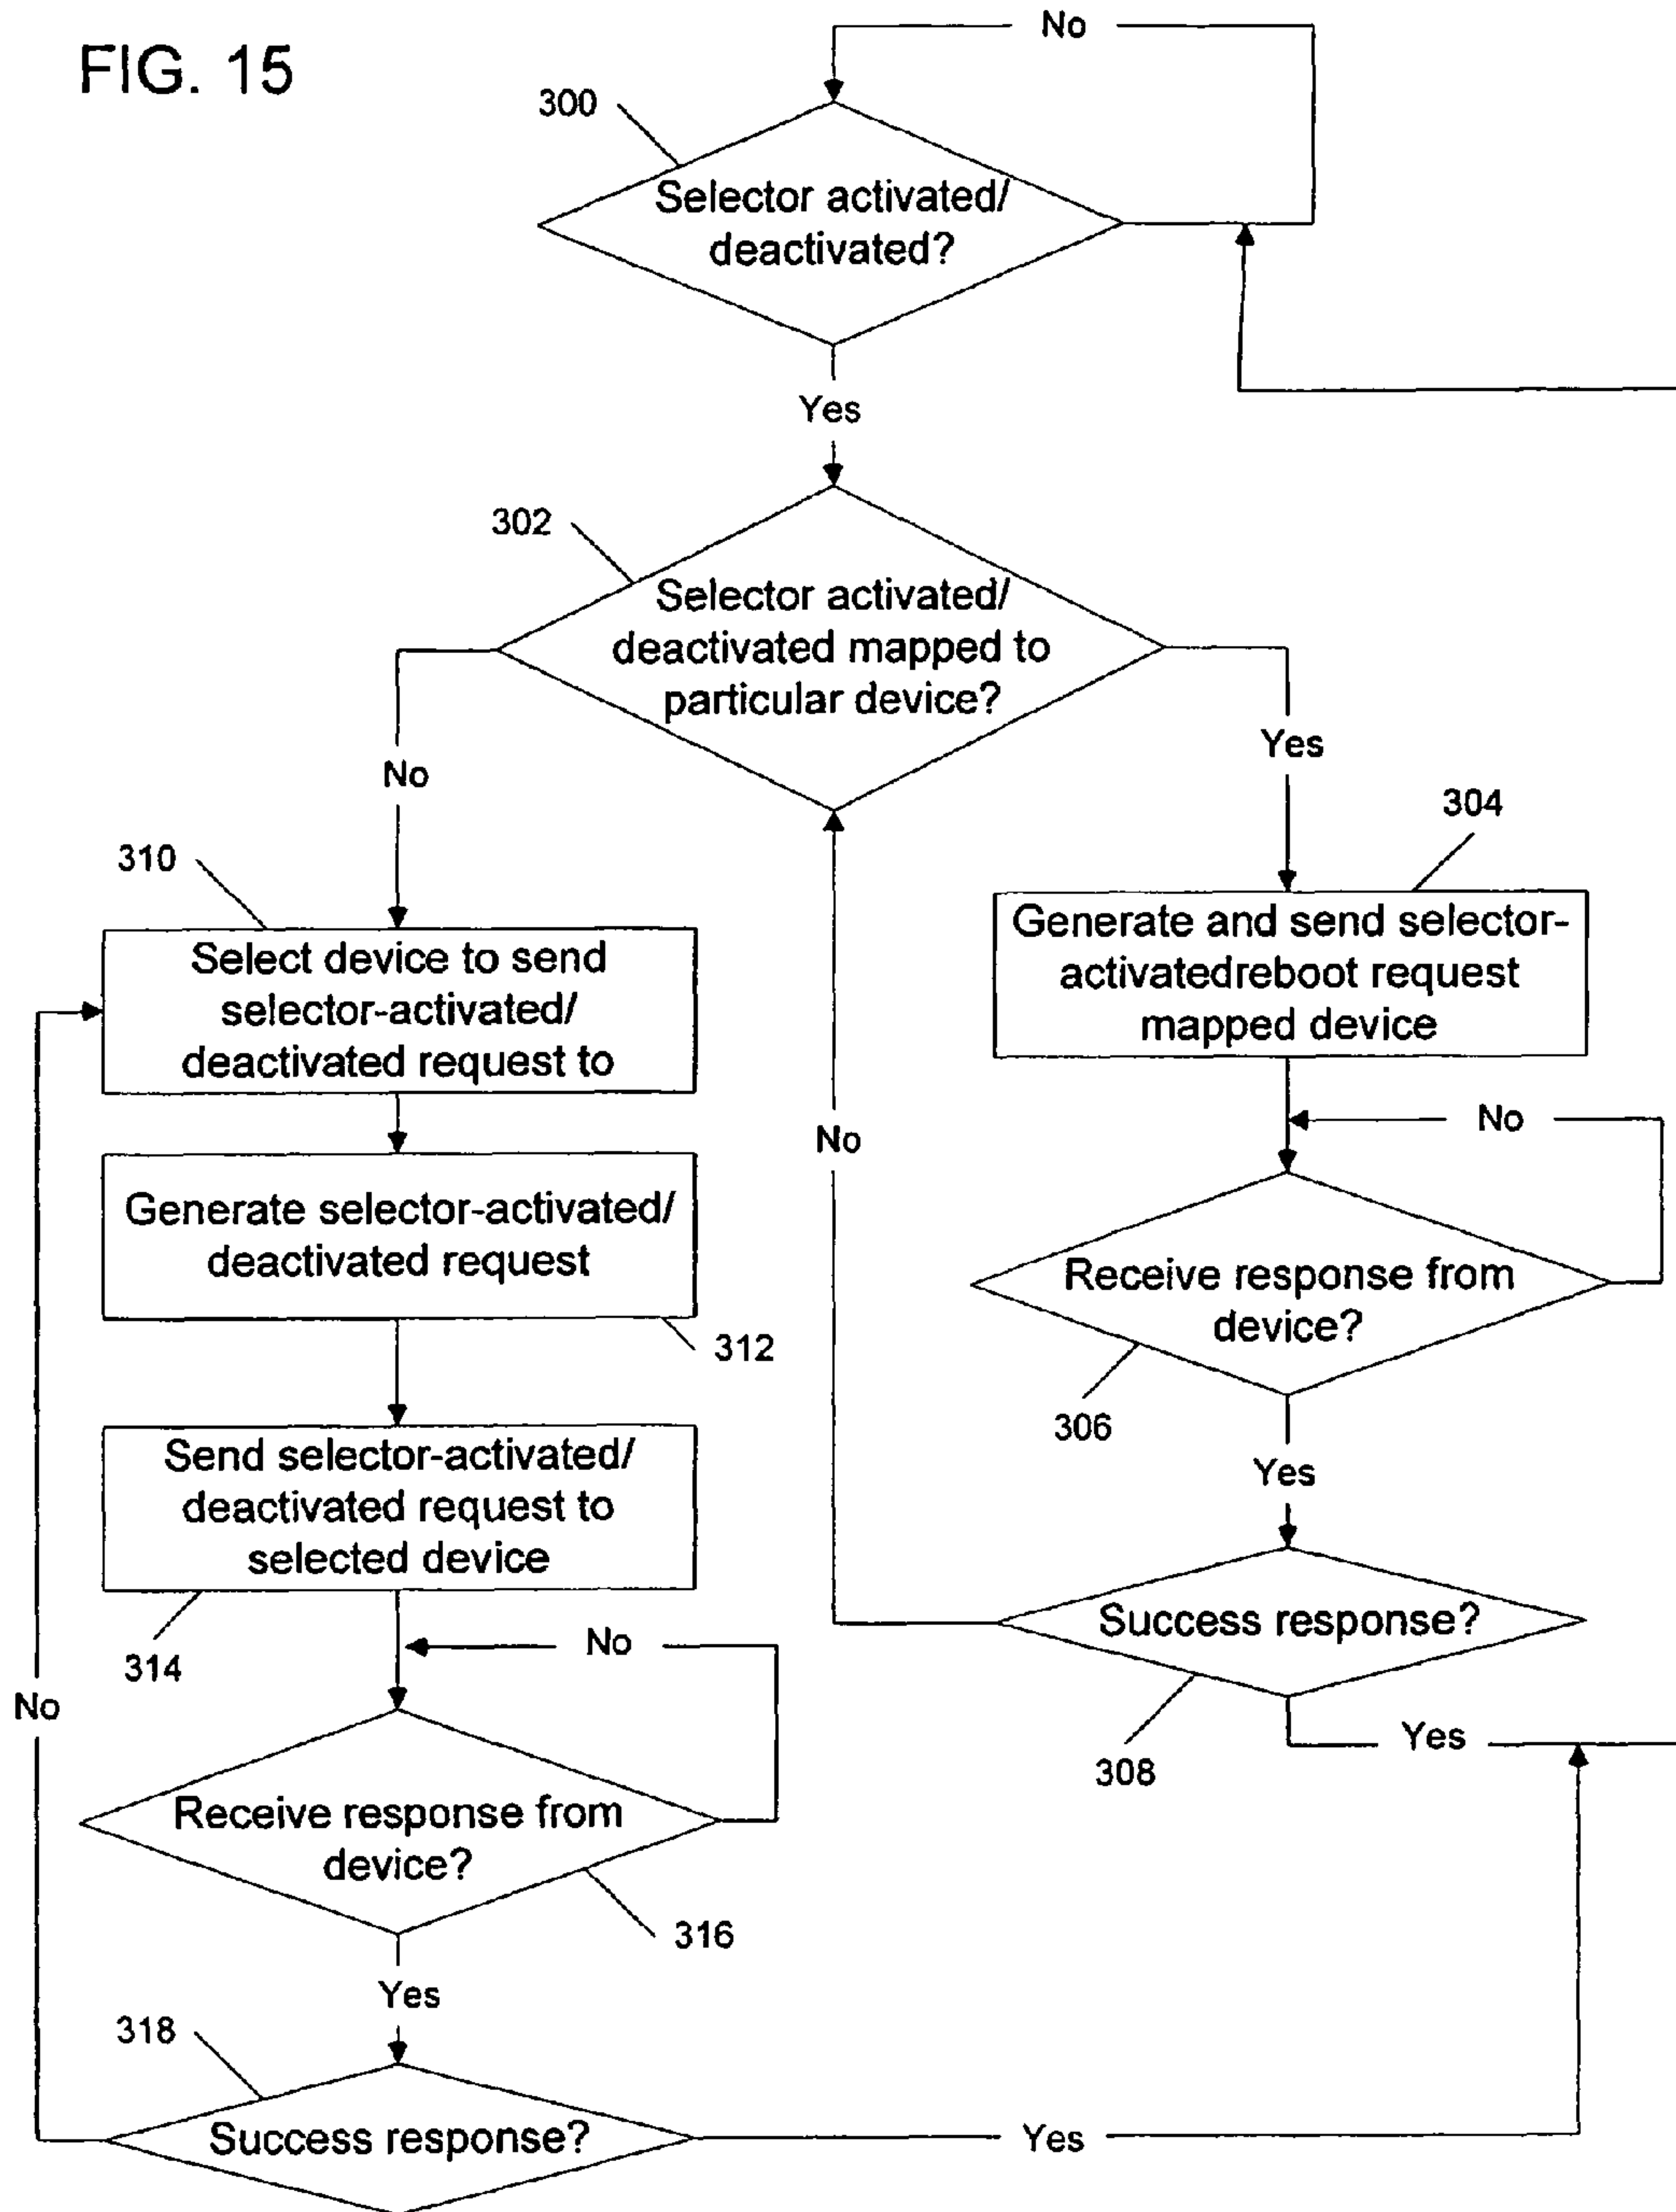 FIG. 15
No
300
Selector activated/
deactivated?
Yes
302
Selector activated/
deactivated mapped to
particular device?
No
Yes
304
310
Select device to send
selector-activated/
deactivated request to
Generate and send selector-
activatedreboot request
mapped device
No
No
Generate selector-activated/
deactivated request
312
Receive response from
device?
306
Send selector-activated/
deactivated request to
selected device
314
Yes
No
Success response?
308
Yes
No
Receive response from
device?
316
Yes
318
Success response?
Yes